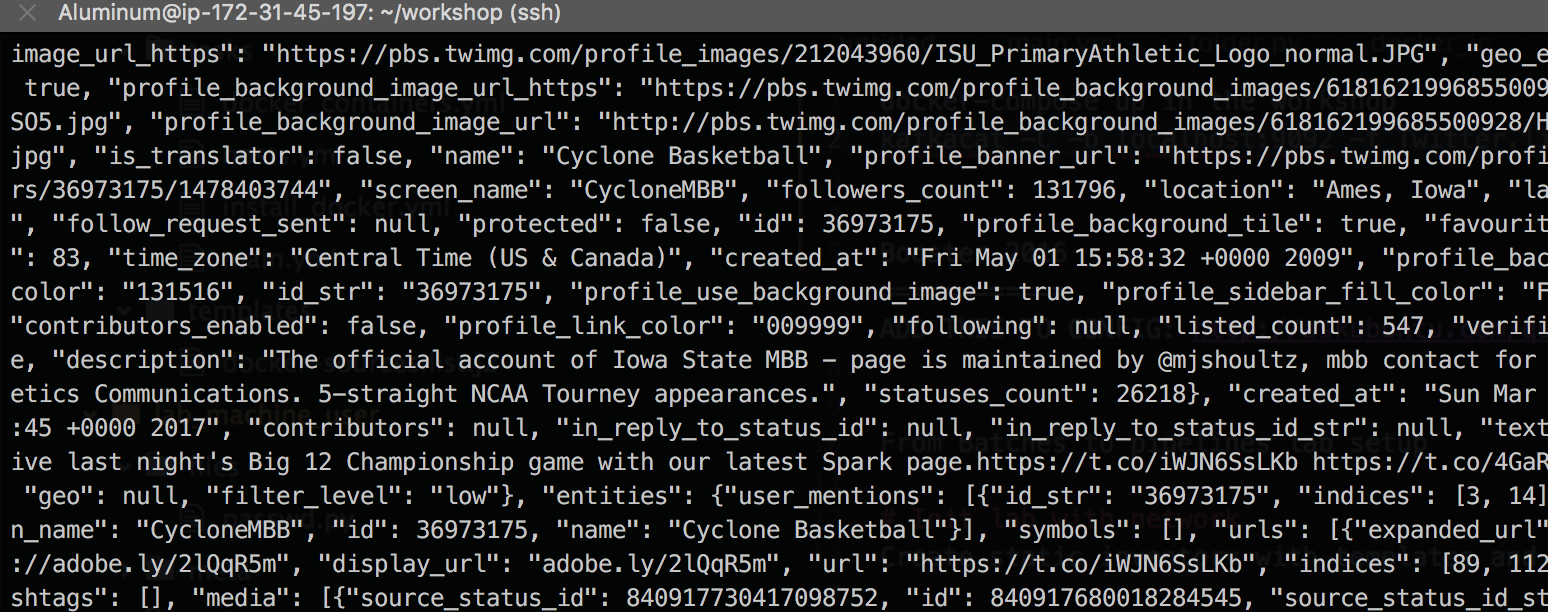 Aluminum@ip-172-31-45-197: ~/workshop (ssh)
image_url_https": "https://pbs.twimg.com/profile_images/212043960/ISU_PrimaryAthletic_Logo_normal.JPG", "geo_e
true, "profile_background_image_url_https": "https://pbs.twimg.com/profile_background_images/6181621996855009
SO5.jpg", "profile_background_image_url": "http://pbs.twimg.com/profile_background_images/618162199685500928/H
jpg", "is_translator": false, "name": "Cyclone Basketball", "profile_banner_url": "https://pbs.twimg.com/profi
rs/36973175/1478403744", "screen_name": "CycloneMBB", "followers_count": 131796, "location": "Ames, Iowa", "la
", "follow_request_sent": null, "protected": false, "id": 36973175, "profile_background_tile": true, "favourit
": 83, "time_zone": "Central Time (US & Canada)", "created_at": "Fri May 01 15:58:32 +0000 2009", "profile_bac
color": "131516", "id_str": "36973175", "profile_use_background_image": true, "profile_sidebar_fill_color": "F
"contributors_enabled": false, "profile_link_color": "009999", "following": null, "listed_count": 547, "verifi
e, "description": "The official account of Iowa State MBB – page is maintained by @mjshoultz, mbb contact for
etics Communications. 5-straight NCAA Tourney appearances.", "statuses_count": 26218}, "created_at": "Sun Mar
:45 +0000 2017", "contributors": null, "in_reply_to_status_id": null, "in_reply_to_status_id_str": null, "text
ive last night's Big 12 Championship game with our latest Spark page.https://t.co/iWJN6SsLKb https://t.co/4GaR
"geo": null, "filter_level": "low"}, "entities": {"user_mentions": [{"id_str": "36973175", "indices": [3, 14]
n_name": "CycloneMBB", "id": 36973175, "name": "Cyclone Basketball"}], "symbols": [], "urls": [{"expanded_url"
://adobe.ly/2lQqR5m", "display_url": "adobe.ly/2lQqR5m", "url": "https://t.co/iWJN6SsLKb", "indices": [89, 112
shtags": [], "media": [{"source_status_id": 840917730417098752, "id": 840917680018284545, "source_status_id_st